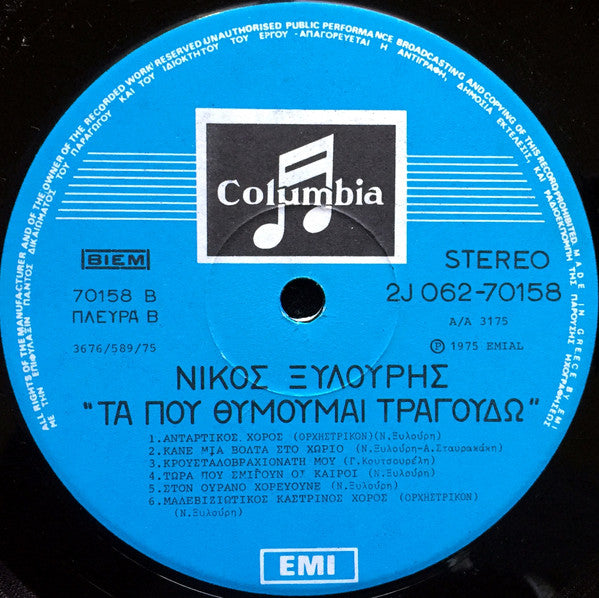 ALL RIGHTS OF THE MANUFACTURER AND OF THE OWNER OF THE RECORDED WORK RESERVED UNAUTHORISED PUBLIC PERFORMANCE BROADCASTING AND COPYING OF THIS RECORD PROHIBITED. MADE IN GREECE BY EMI
ΜΕ ΤΗΝ ΕΠΙΦΥΛΑΞΙΝ ΠΑΝΤΟΣ ΔΙΚΑΙΩΜΑΤΟΣ ΤΟΥ ΠΑΡΑΓΩΓΟΥ ΚΑΙ ΤΟΥ ΙΔΙΟΚΤΗΤΟΥ ΤΟΥ ΕΡΓΟΥ - ΑΠΑΓΟΡΕΥΕΤΑΙ Η ΑΝΤΙΓΡΑΦΗ, ΔΗΜΟΣΙΑ ΕΚΤΕΛΕΣΙΣ, ΚΑΙ ΡΑΔΙΟΕΚΠΟΜΠΗ ΤΗΣ ΠΑΡΟΥΣΗΣ ΗΧΟΓΡΑΦΗΣΕΩΣ
Columbia
BIEM
STEREO
70158 B
2J 062-70158
ΠΛΕΥΡΑ Β
A/A 3175
3676/589/75
Ⓟ 1975 EMIAL
ΝΙΚΟΣ ΞΥΛΟΥΡΗΣ
"ΤΑ ΠΟΥ ΘΥΜΟΥΜΑΙ ΤΡΑΓΟΥΔΩ"
1.ΑΝΤΑΡΤΙΚΟΣ ΧΟΡΟΣ (ΟΡΧΗΣΤΡΙΚΟΝ)(Ν.Ξυλούρη)
2.ΚΑΝΕ ΜΙΑ ΒΟΛΤΑ ΣΤΟ ΧΩΡΙΟ (Ν.Ξυλούρη-Α.Σταυρακάκη)
3.ΚΡΟΥΣΤΑΛΟΒΡΑΧΙΟΝΑΤΗ ΜΟΥ (Γ.Κουτσουρέλη)
4.ΤΩΡΑ ΠΟΥ ΣΜΙΓΟΥΝ ΟΙ ΚΑΙΡΟΙ (Ν.Ξυλούρη)
5.ΣΤΟΝ ΟΥΡΑΝΟ ΧΟΡΕΥΟΥΝΕ (Ν.Ξυλούρη)
6.ΜΑΛΕΒΙΖΙΩΤΙΚΟΣ ΚΑΣΤΡΙΝΟΣ ΧΟΡΟΣ (ΟΡΧΗΣΤΡΙΚΟΝ)
(Ν.Ξυλούρη)
EMI